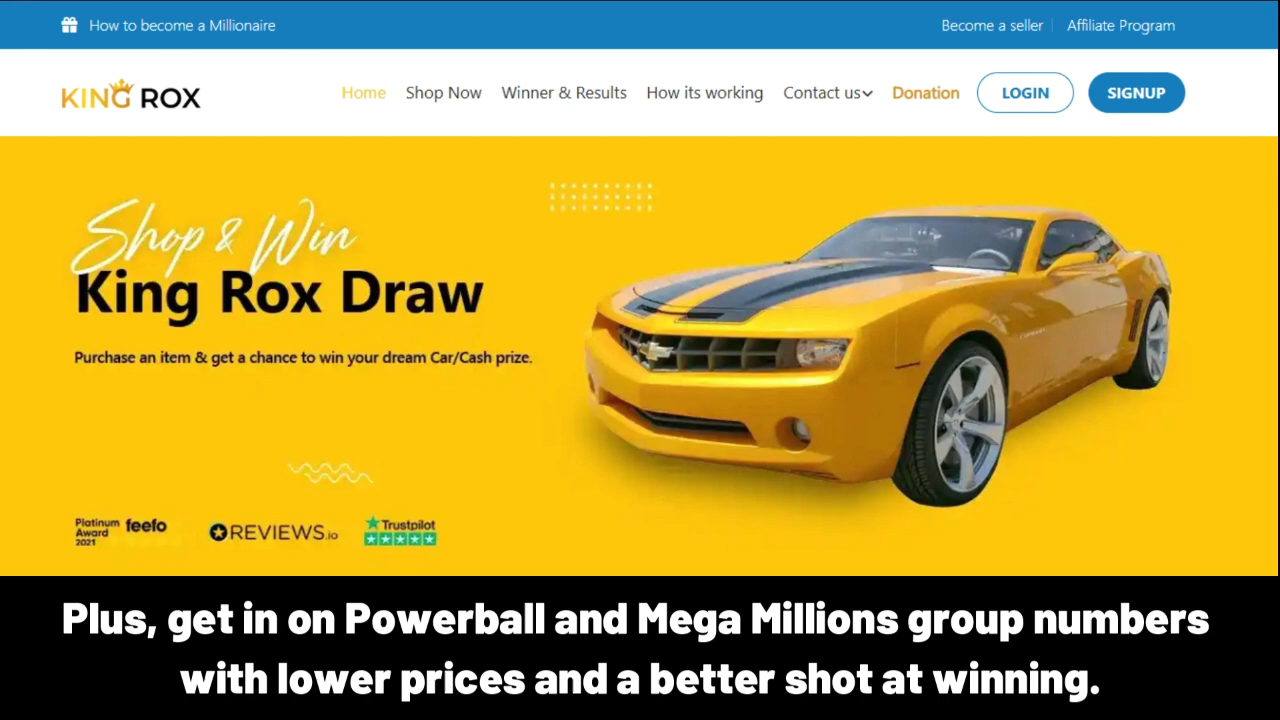 How to become a Millionaire
Become a seller
Affiliate Program
KING ROX
Home
Shop Now
Winner & Results
How its working
Contact us
Donation
LOGIN
SIGNUP
Shop & Win
King Rox Draw
Purchase an item & get a chance to win your dream Car/Cash prize.
Platinum
Award
2021
feefo
REVIEWS.io
Trustpilot
Plus, get in on Powerball and Mega Millions group numbers
with lower prices and a better shot at winning.